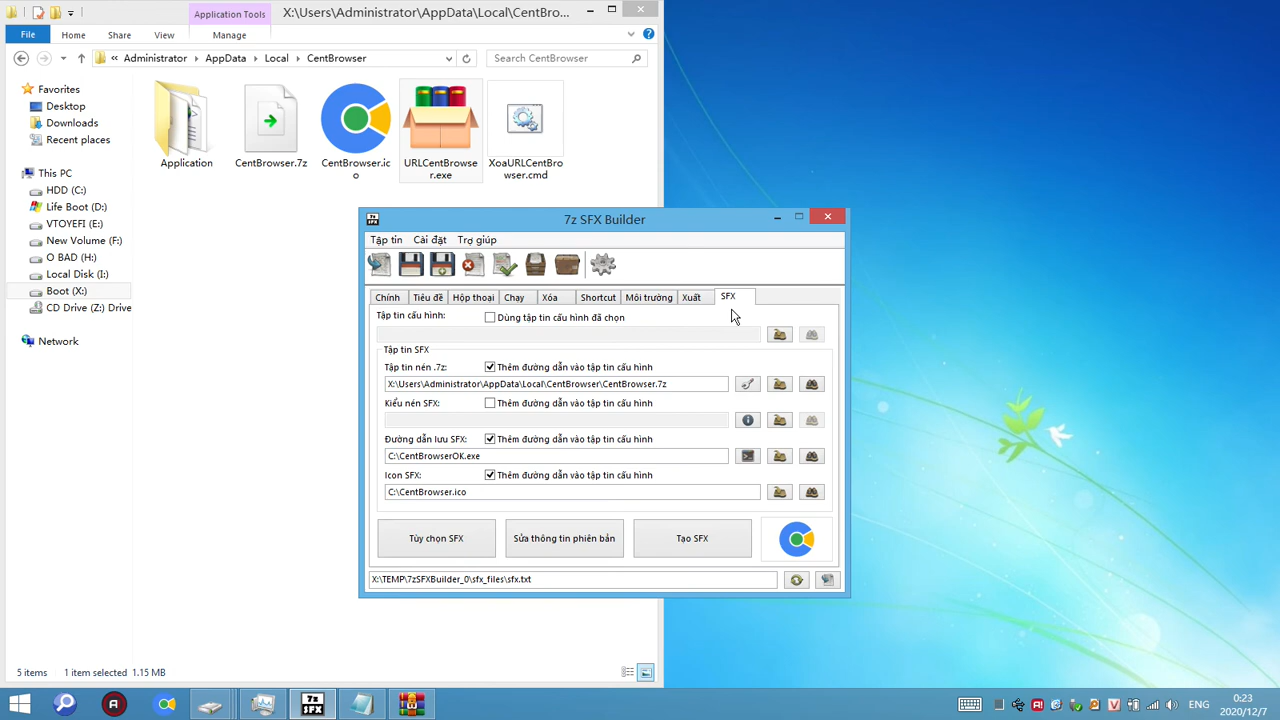 Application Tools
X:\Users\Administrator\AppData\Local\CentBro...
File
Home
Share
View
Manage
« Administrator
AppData
Local
CentBrowser
Search CentBrowser
Favorites
Desktop
Downloads
Recent places
This PC
HDD (C:)
Life Boot (D:)
VTOYEFI (E:)
New Volume (F:)
O BAD (H:)
Local Disk (I:)
Boot (X:)
CD Drive (Z:) Drive
Network
Application
CentBrowser.7z
CentBrowser.ic
o
URLCentBrowse
r.exe
XoaURLCentBro
wser.cmd
5 items
1 item selected 1.15 MB
7z
SFX
7z SFX Builder
Tập tin
Cài đặt
Trợ giúp
Chính
Tiêu đề
Hộp thoại
Chạy
Xóa
Shortcut
Môi trường
Xuất
SFX
Tập tin cấu hình:
Dùng tập tin cấu hình đã chọn
Tập tin SFX
Tập tin nén .7z:
Thêm đường dẫn vào tập tin cấu hình
X:\Users\Administrator\AppData\Local\CentBrowser\CentBrowser.7z
Kiểu nén SFX:
Thêm đường dẫn vào tập tin cấu hình
Đường dẫn lưu SFX:
Thêm đường dẫn vào tập tin cấu hình
C:\CentBrowserOK.exe
Icon SFX:
Thêm đường dẫn vào tập tin cấu hình
C:\CentBrowser.ico
Tùy chọn SFX
Sửa thông tin phiên bản
Tạo SFX
X:\TEMP\7zSFXBuilder_0\sfx_files\sfx.txt
7z
SFX
ENG
0:23
2020/12/7